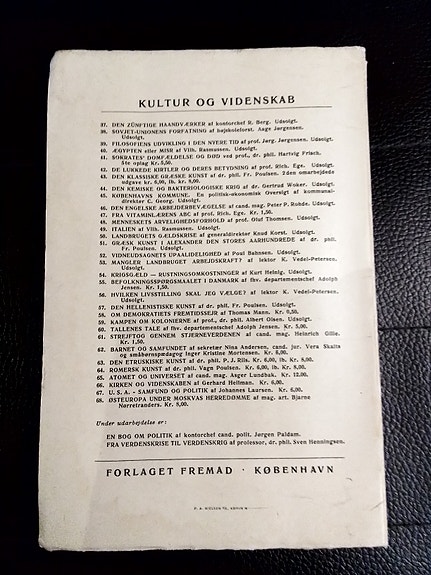 KULTUR OG VIDENSKAB
37. DEN ZÜNFTIGE HAANDVÆRKER af kontorchef R. Berg. Udsolgt.
38. SOVJET-UNIONENS FORFATNING af højskoleforst. Aage Jørgensen.
Udsolgt.
39. FILOSOFIENS UDVIKLING I DEN NYERE TID af prof. Jørg. Jørgensen. Udsolgt.
40. ÆGYPTEN eller MISR af Vilh. Rasmussen. Udsolgt.
41. SOKRATES' DOMFÆLDELSE OG DØD ved prof., dr. phil. Hartvig Frisch.
5te oplag Kr. 5,50.
42. DE LUKKEDE KIRTLER OG DERES BETYDNING af prof. Rich. Ege. Udsolgt.
43. DEN KLASSISKE GRÆSKE KUNST af dr. phil. Fr. Poulsen. 2den omarbejdede
udgave kr. 6,00, ib. kr. 8,00.
44. DEN KEMISKE OG BAKTERIOLOGISKE KRIG af dr. Gertrud Woker. Udsolgt.
45. KØBENHAVNS KOMMUNE. En politisk-økonomisk Oversigt af kommunal-
direktør C. Georg. Udsolgt.
46. DEN ENGELSKE ARBEJDERBEVÆGELSE af cand. mag. Peter P. Rohde. Udsolgt.
47. FRA VITAMINLÆRENS ABC af prof. Rich. Ege. Kr. 1,50.
48. MENNESKETS ARVELIGHEDSFORHOLD af prof. Oluf Thomsen. Udsolgt.
49. ITALIEN af Vilh. Rasmussen. Udsolgt.
50. LANDBRUGETS GÆLDSKRISE af generaldirektør Knud Korst. Udsolgt.
51. GRÆSK KUNST I ALEXANDER DEN STORES AARHUNDREDE af dr. phil.
Fr. Poulsen. Udsolgt.
52. VIDNEUDSAGNETS UPAALIDELIGHED af Poul Bahnsen. Udsolgt.
53. MANGLER LANDBRUGET ARBEJDSKRAFT? af lektor K. Vedel-Petersen.
Udsolgt.
54. KRIGSGÆLD — RUSTNINGSOMKOSTNINGER af Kurt Heinig. Udsolgt.
55. BEFOLKNINGSSPØRGSMAALET I DANMARK af fhv. departementschef Adolph
Jensen. Kr. 1,50.
56. HVILKEN LIVSSTILLING SKAL JEG VÆLGE? af lektor K. Vedel-Petersen.
Udsolgt.
57. DEN HELLENISTISKE KUNST af dr. phil. Fr. Poulsen. Udsolgt.
58. OM DEMOKRATIETS FREMTIDSSEJR af Thomas Mann. Kr. 0,50.
59. KAMPEN OM KOLONIERNE af prof., dr. phil. Albert Olsen. Udsolgt.
60. TALLENES TALE af fhv. departementschef Adolph Jensen. Kr. 5,00.
61. STREJFTOG GENNEM STJERNEVERDENEN af cand. mag. Heinrich Gille.
Kr. 1,50.
62. BARNET OG SAMFUNDET af sekretær Nina Andersen, cand. jur. Vera Skalts
og smaabørnspædagog Inger Kristine Mortensen. Kr. 8,00.
63. DEN ETRUSKISKE KUNST af dr. phil. P. J. Riis. Kr. 6,00, ib. Kr. 8,00.
64. ROMERSK KUNST af dr. phil. Vagn Poulsen. Kr. 6,00, ib. Kr. 8,00.
65. ATOMET OG UNIVERSET af cand. mag. Asger Lundbak. Kr. 12,00.
66. KIRKEN OG VIDENSKABEN af Gerhard Heilman. Kr. 6,00.
67. U. S. A. - SAMFUND OG POLITIK af Johannes Laursen. Kr. 6,00.
68. ØSTEUROPA UNDER MOSKVAS HERREDØMME af mag. art. Bjarne
Nørretranders. Kr. 8,00.
Under udarbejdelse er:
EN BOG OM POLITIK af kontorchef cand. polit. Jørgen Paldam.
FRA VERDENSKRISE TIL VERDENSKRIG af professor, dr. phil. Sven Henningsen.
FORLAGET FREMAD · KØBENHAVN